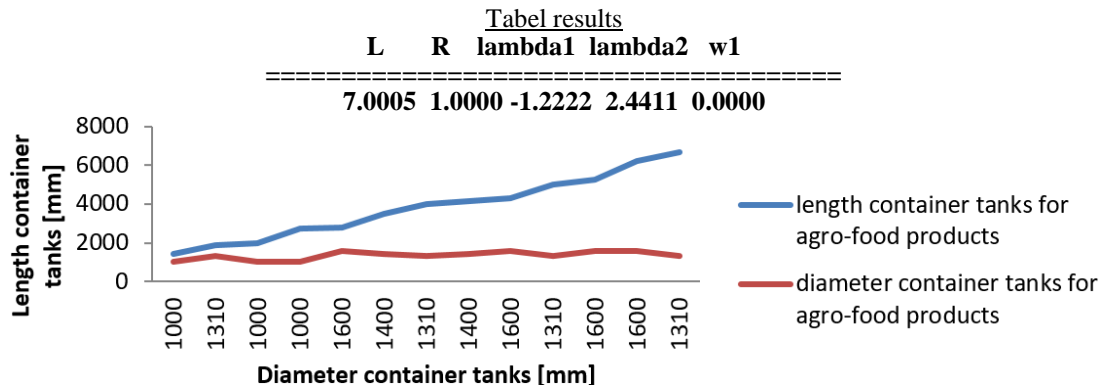 Tabel results
L R lambda1 lambda2 w1
======================================
7.0005 1.0000 -1.2222 2.4411 0.0000
8000
6000
4000
2000
0
Length container
tanks [mm]
1000
1310
1000
1000
1600
1400
1310
1400
1600
1310
1600
1600
1310
Diameter container tanks [mm]
length container tanks for
agro-food products
diameter container tanks for
agro-food products